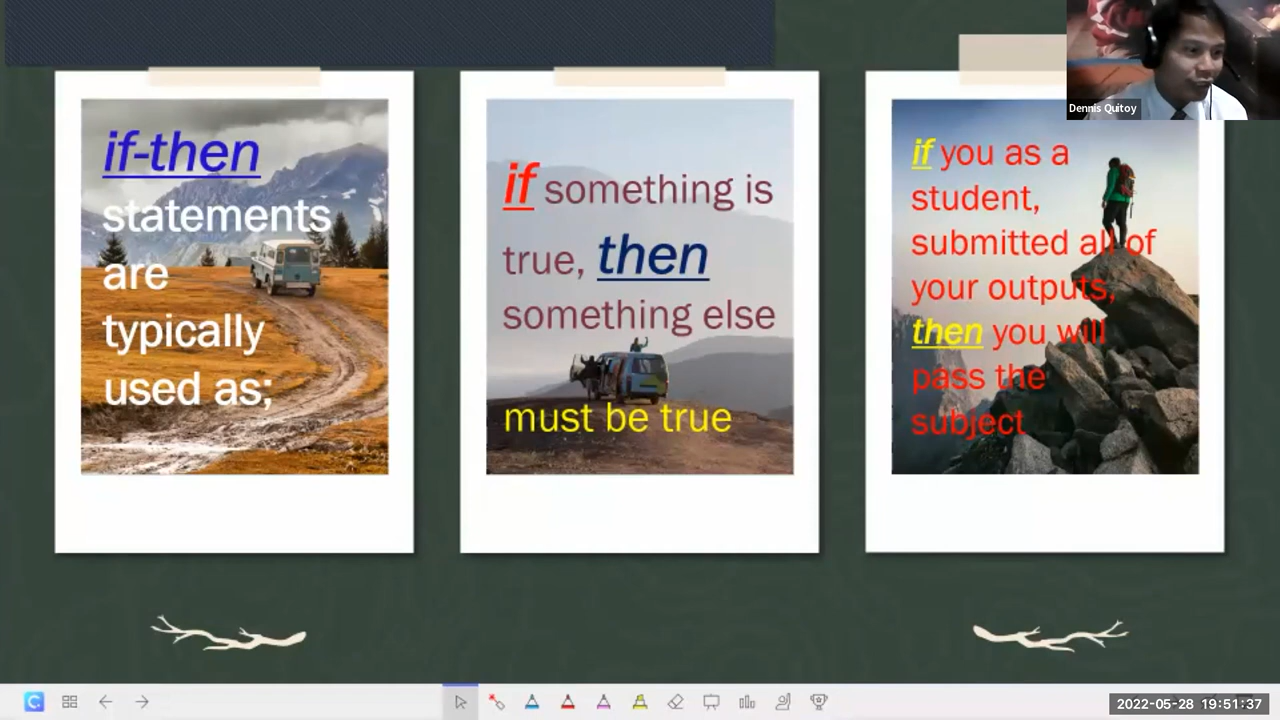 if-then
statements
are
typically
used as;
if something is
true, then
something else
must be true
if you as a
student,
submitted all of
your outputs,
then you will
pass the
subject
Dennis Quitoy
2022-05-28 19:51:37